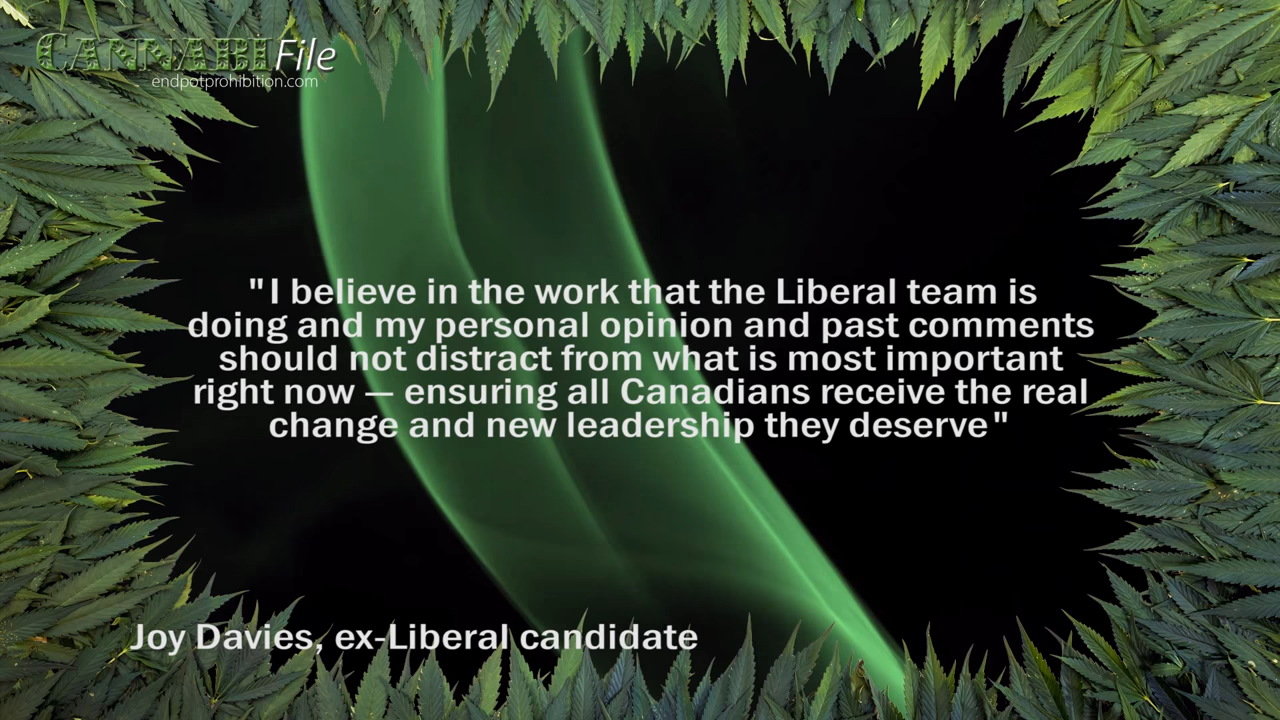 CANNABIFile
endpotprohibition.com
"I believe in the work that the Liberal team is
doing and my personal opinion and past comments
should not distract from what is most important
right now — ensuring all Canadians receive the real
change and new leadership they deserve"
Joy Davies, ex-Liberal candidate